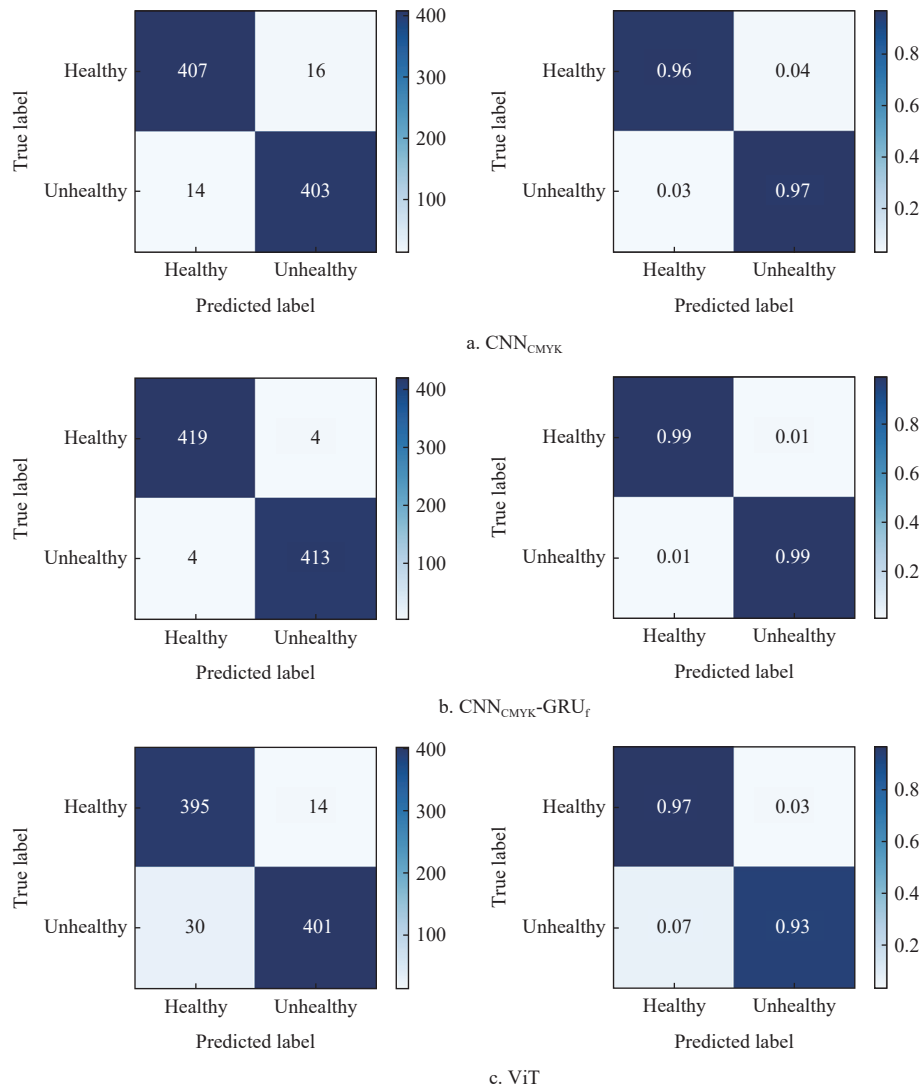 400
Healthy 407 16
300
200
Unhealthy 14 403
100
Healthy Unhealthy
Predicted label
True label
0.8
Healthy 0.96 0.04
0.6
0.4
Unhealthy 0.03 0.97
0.2
Healthy Unhealthy
Predicted label
True label
a. CNN_CMYK
400
Healthy 419 4
300
200
Unhealthy 4 413
100
Healthy Unhealthy
Predicted label
True label
0.8
Healthy 0.99 0.01
0.6
0.4
Unhealthy 0.01 0.99
0.2
Healthy Unhealthy
Predicted label
True label
b. CNN_CMYK-GRU_f
400
Healthy 395 14
300
200
Unhealthy 30 401
100
Healthy Unhealthy
Predicted label
True label
0.8
Healthy 0.97 0.03
0.6
0.4
Unhealthy 0.07 0.93
0.2
Healthy Unhealthy
Predicted label
True label
c. ViT